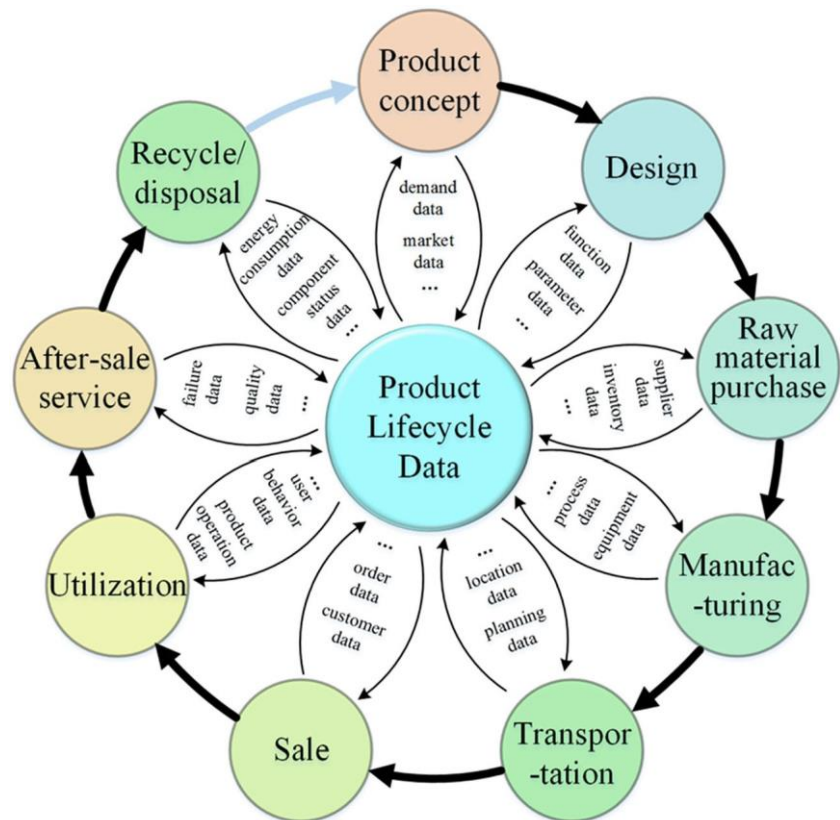 Product
concept
Design
Raw
material
purchase
Manufac
-turing
Transpor
-tation
Sale
Utilization
After-sale
service
Recycle/
disposal
Product
Lifecycle
Data
demand
data
market
data
...
function
data
parameter
data
...
supplier
data
inventory
data
...
...
process
data
equipment
data
...
location
data
planning
data
...
order
data
customer
data
...
user
behavior
data
product
operation
data
failure
data
quality
data
...
energy
consumption
data
component
status
data
...